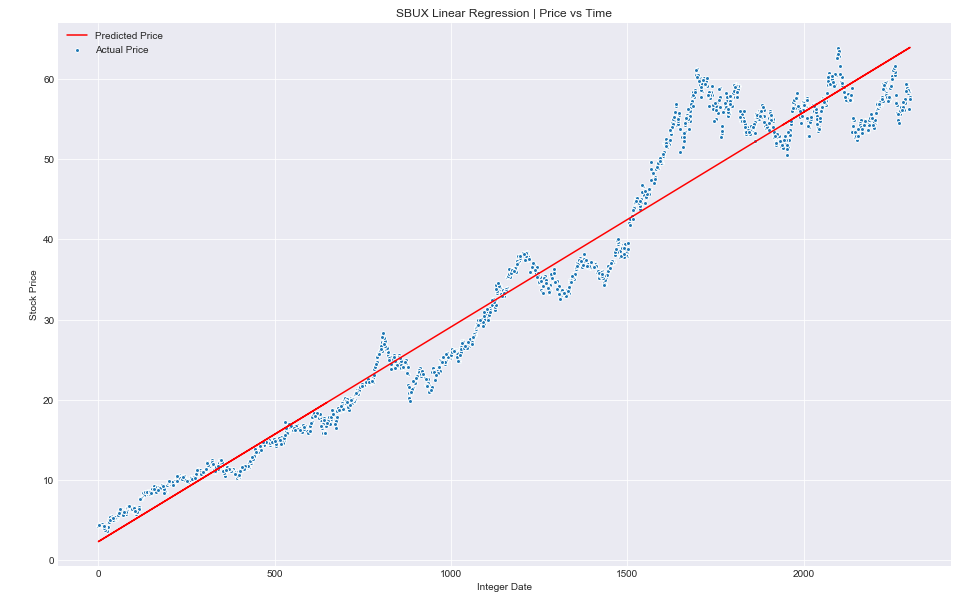 SBUX Linear Regression | Price vs Time
Predicted Price
Actual Price
Stock Price
60
50
40
30
20
10
0
0 500 1000 1500 2000
Integer Date